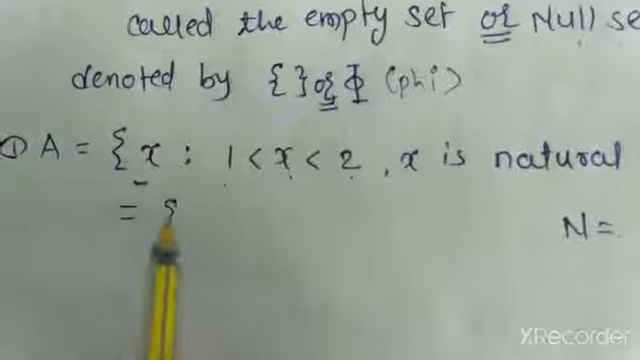 called the empty set or Null se
denoted by { } or Φ (phi)
① A = { x : 1 < x < 2 , x is natural
= {
N =
XRecorder